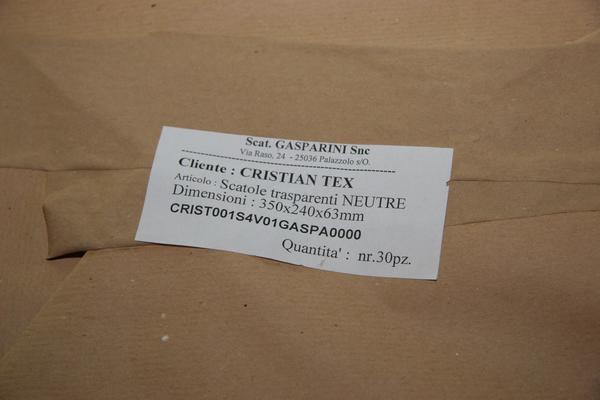 Scat. GASPARINI Snc
Via Raso, 24 - 25036 Palazzolo s/O.
Cliente : CRISTIAN TEX
Articolo : Scatole trasparenti NEUTRE
Dimensioni : 350x240x63mm
CRIST001S4V01GASPA0000
Quantita' : nr.30pz.